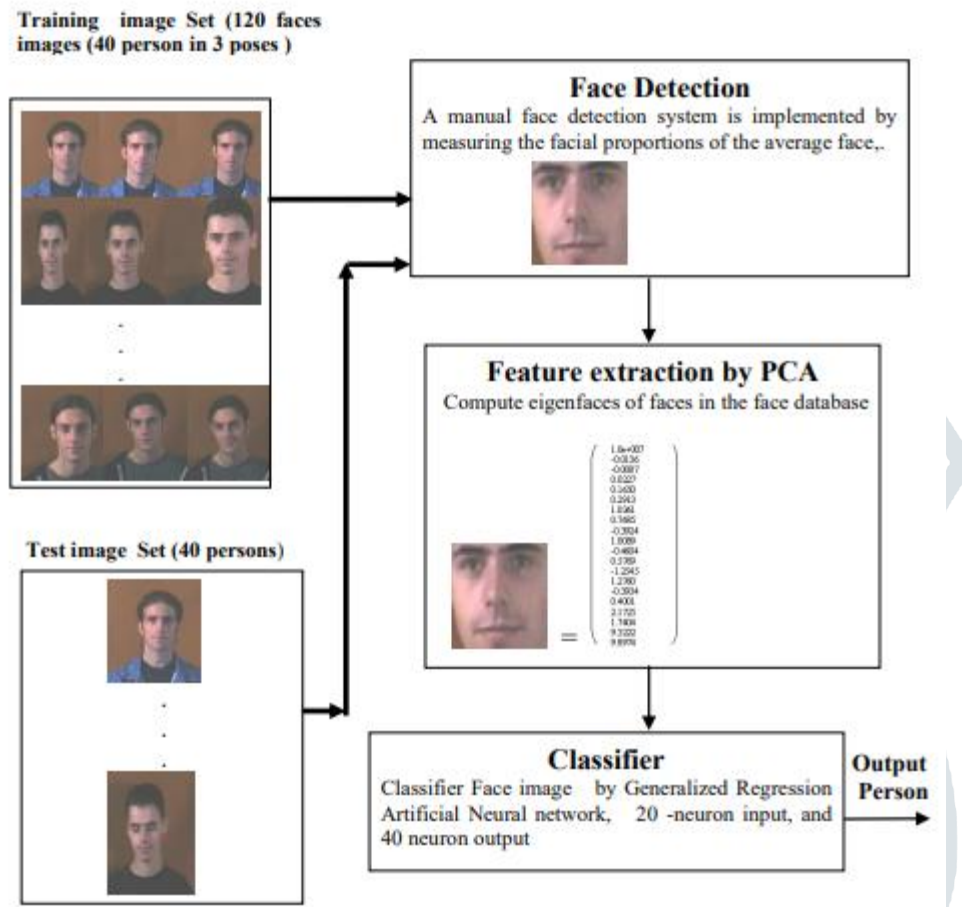 Training image Set (120 faces
images (40 person in 3 poses )
Face Detection
A manual face detection system is implemented by
measuring the facial proportions of the average face,.
Feature extraction by PCA
Compute eigenfaces of faces in the face database
=
Test image Set (40 persons)
Classifier
Classifier Face image by Generalized Regression
Artificial Neural network, 20 -neuron input, and
40 neuron output
Output
Person